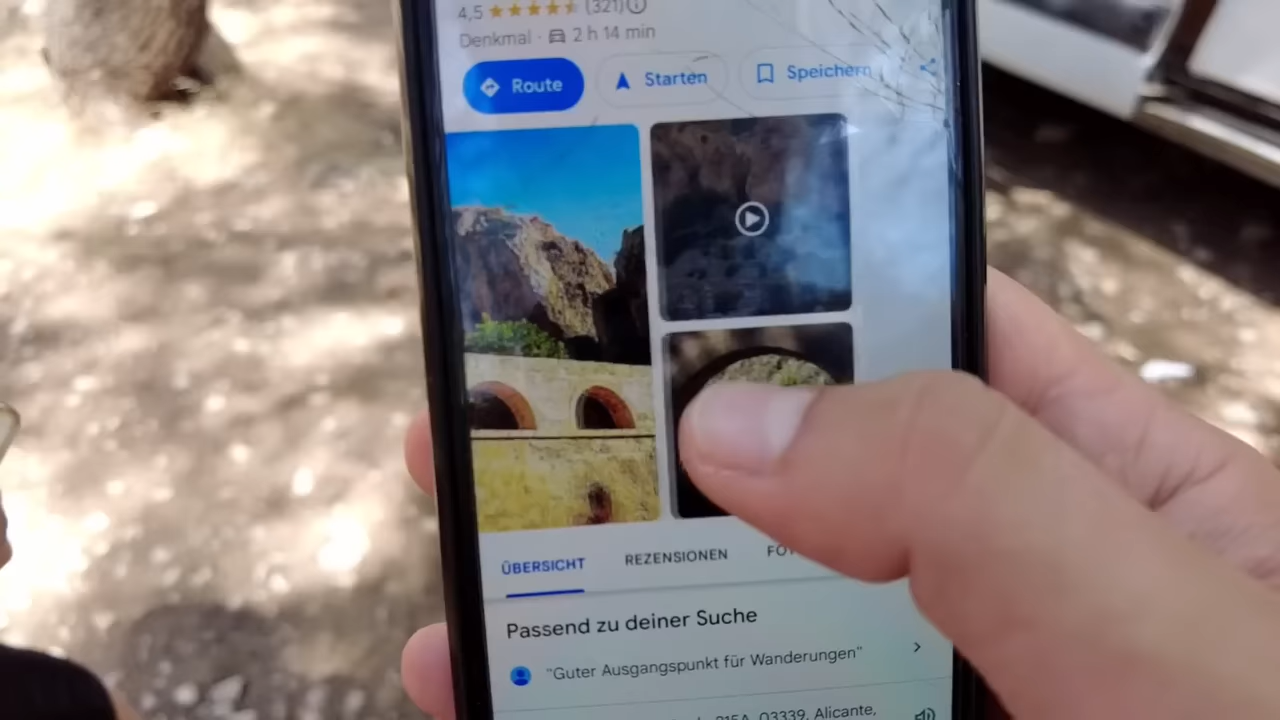 4,5 (321)
Denkmal · 2 h 14 min
Route
Starten
Speichern
ÜBERSICHT
REZENSIONEN
Passend zu deiner Suche
"Guter Ausgangspunkt für Wanderungen"
215A, 03339, Alicante,